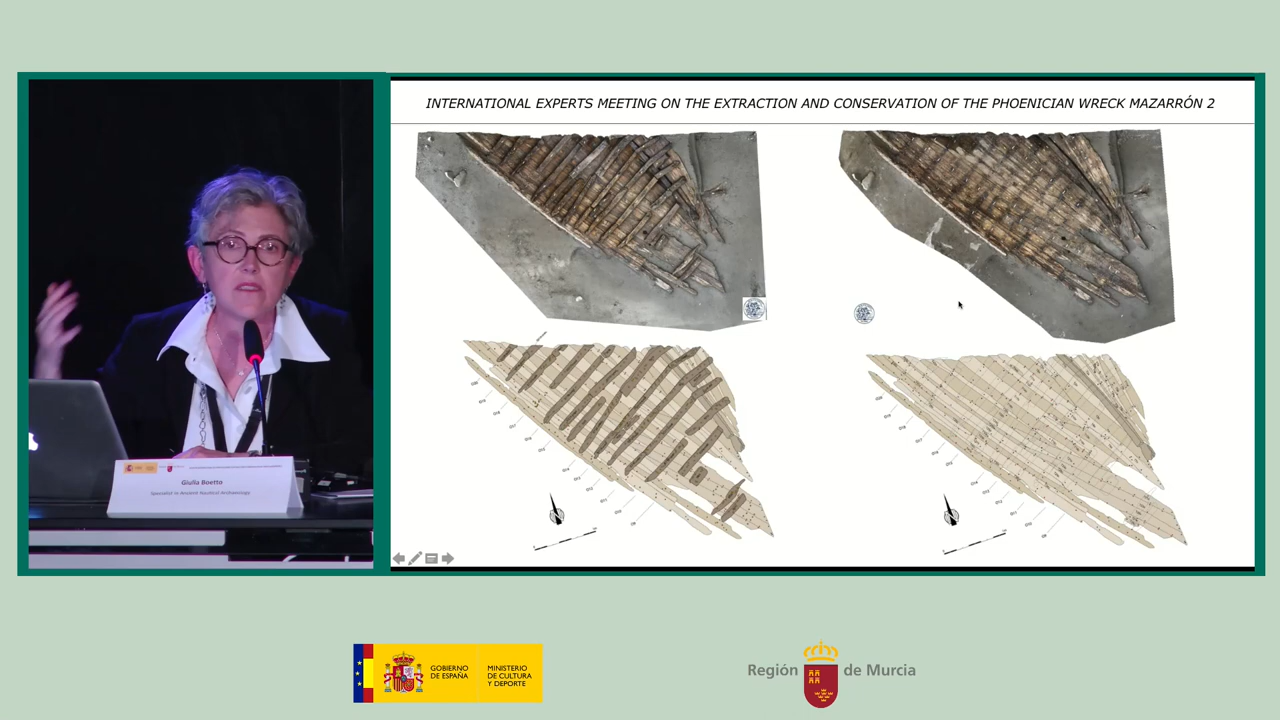 INTERNATIONAL EXPERTS MEETING ON THE EXTRACTION AND CONSERVATION OF THE PHOENICIAN WRECK MAZARRÓN 2
Giulia Boetto
Specialist in Ancient Nautical Archaeology
GOBIERNO
DE ESPAÑA
MINISTERIO
DE CULTURA
Y DEPORTE
Región de Murcia